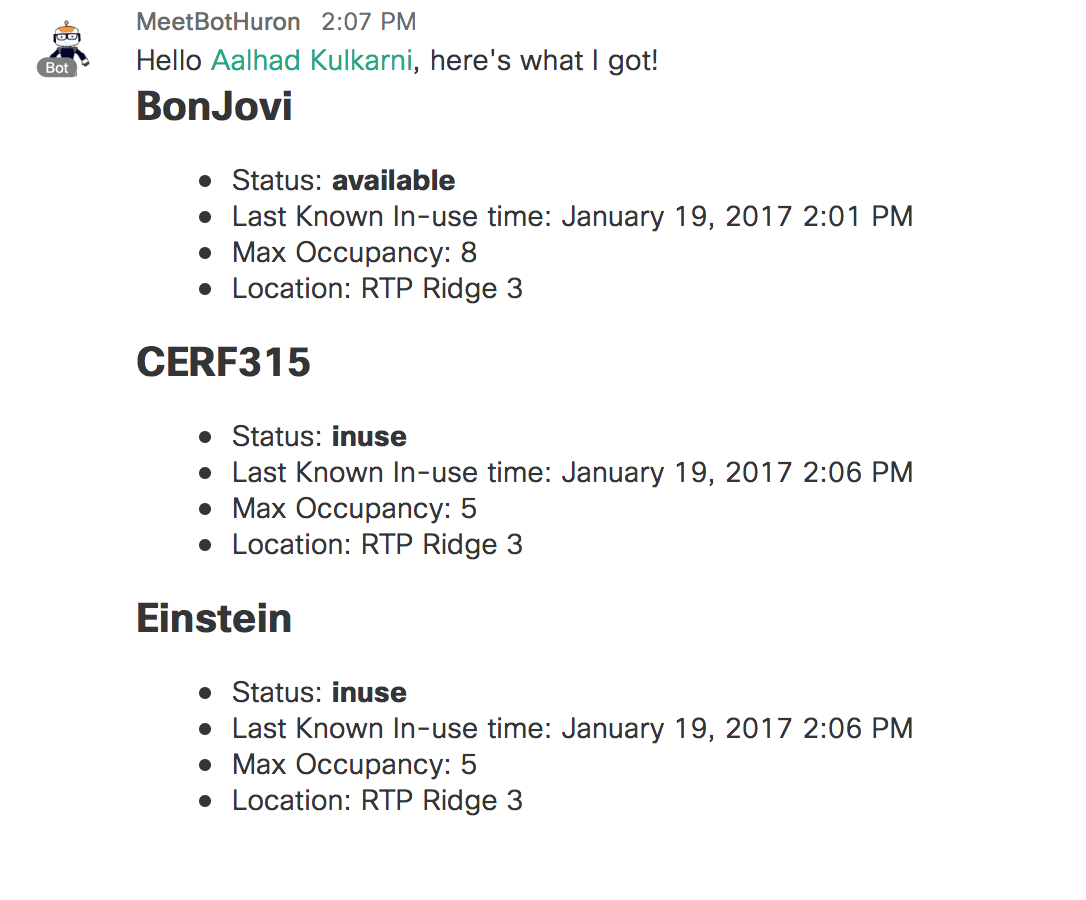 MeetBotHuron 2:07 PM
Hello Aalhad Kulkarni, here's what I got!
Bot
BonJovi
Status: available
Last Known In-use time: January 19, 2017 2:01 PM
Max Occupancy: 8
Location: RTP Ridge 3
CERF315
Status: inuse
Last Known In-use time: January 19, 2017 2:06 PM
Max Occupancy: 5
Location: RTP Ridge 3
Einstein
Status: inuse
Last Known In-use time: January 19, 2017 2:06 PM
Max Occupancy: 5
Location: RTP Ridge 3